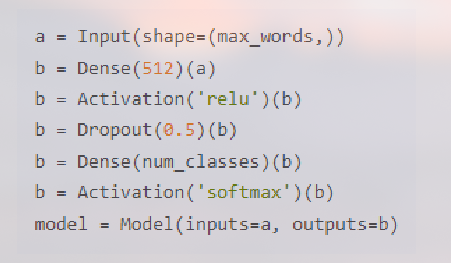 a = Input(shape=(max_words,))
b = Dense(512)(a)
b = Activation('relu')(b)
b = Dropout(0.5)(b)
b = Dense(num_classes)(b)
b = Activation('softmax')(b)
model = Model(inputs=a, outputs=b)